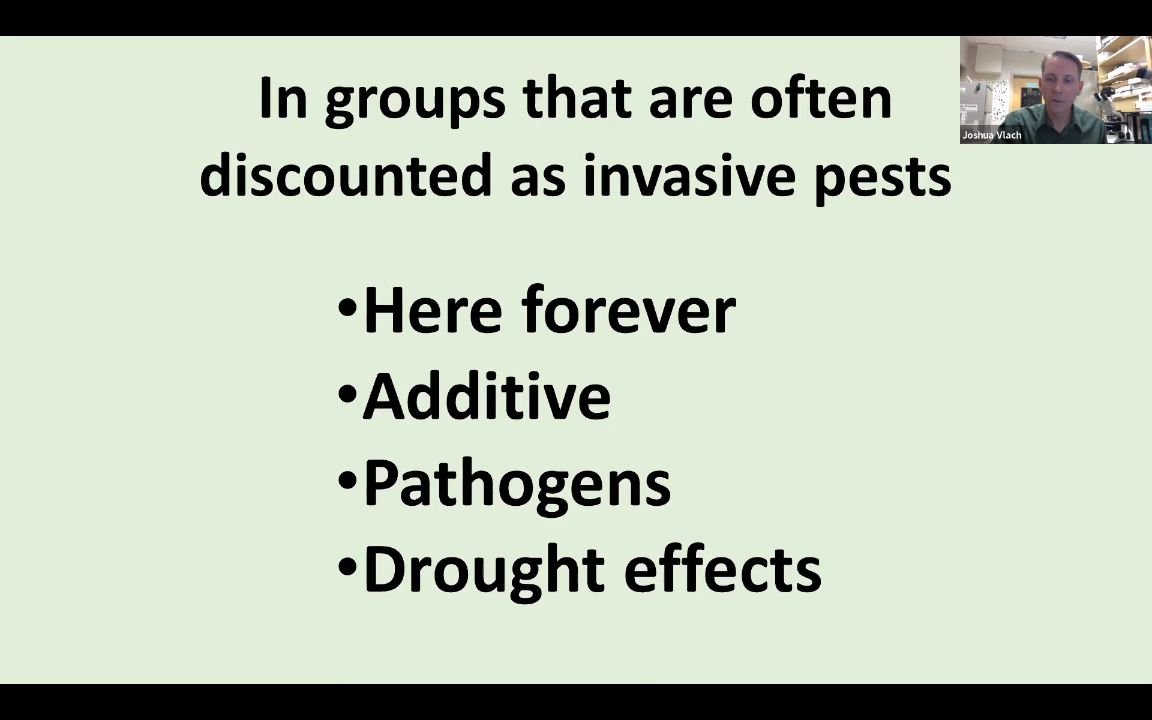 In groups that are often
discounted as invasive pests
•Here forever
•Additive
•Pathogens
•Drought effects
Joshua Vlach